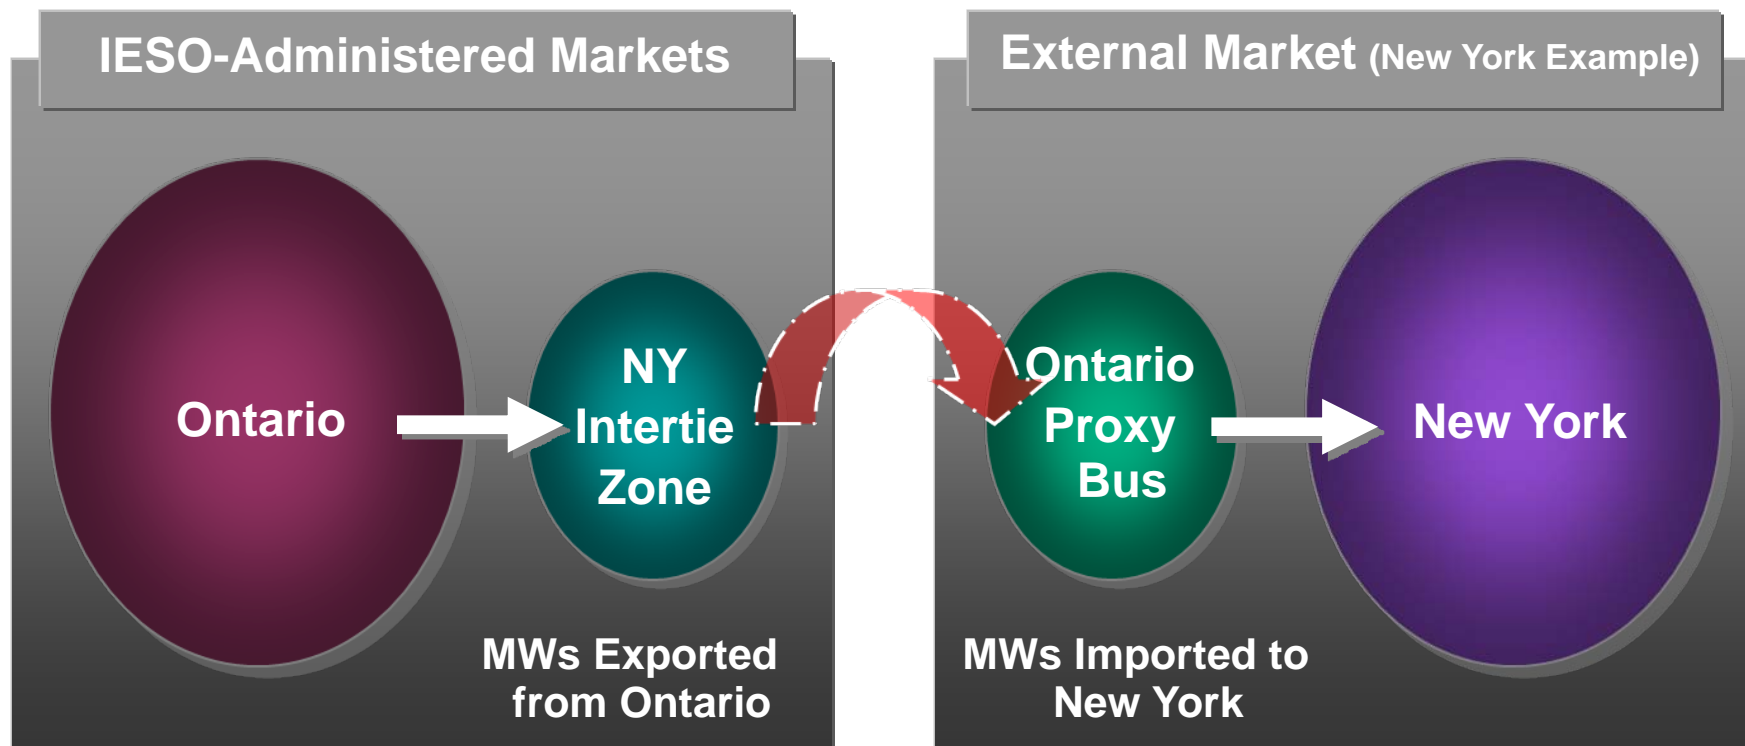 IESO-Administered Markets
External Market (New York Example)
Ontario
NY
Intertie
Zone
Ontario
Proxy
Bus
New York
MWs Exported
from Ontario
MWs Imported to
New York